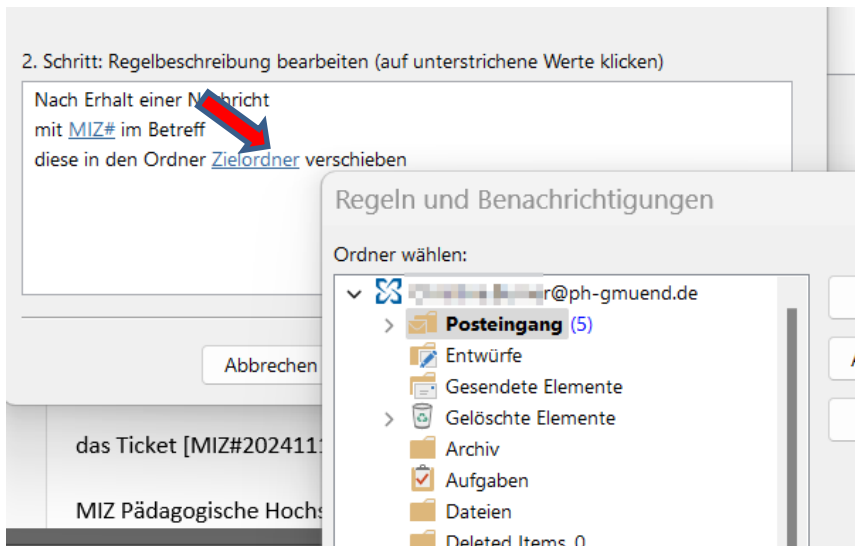 2. Schritt: Regelbeschreibung bearbeiten (auf unterstrichene Werte klicken)
Nach Erhalt einer Nachricht
mit MIZ# im Betreff
diese in den Ordner Zielordner verschieben
Regeln und Benachrichtigungen
Ordner wählen:
r@ph-gmuend.de
Posteingang (5)
Entwürfe
Abbrechen
Gesendete Elemente
Gelöschte Elemente
das Ticket [MIZ#202411
Archiv
Aufgaben
MIZ Pädagogische Hochs
Dateien
Deleted Items_0